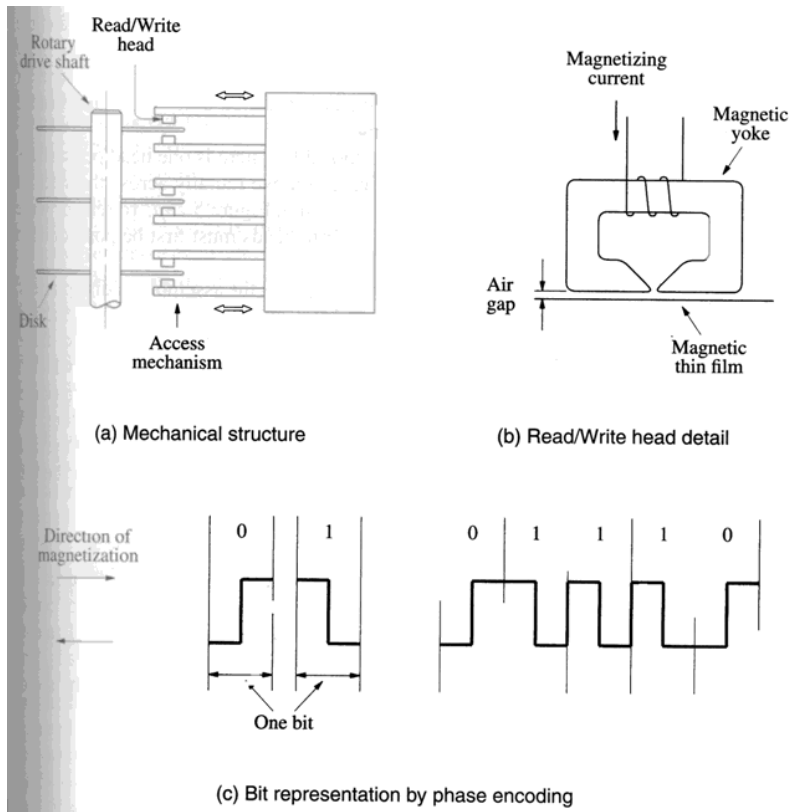 Read/Write
head
Rotary
drive shaft
Disk
Access
mechanism
(a) Mechanical structure
Magnetizing
current
Magnetic
yoke
Air
gap
Magnetic
thin film
(b) Read/Write head detail
Direction of
magnetization
0 1
One bit
0 1 1 1 0
(c) Bit representation by phase encoding